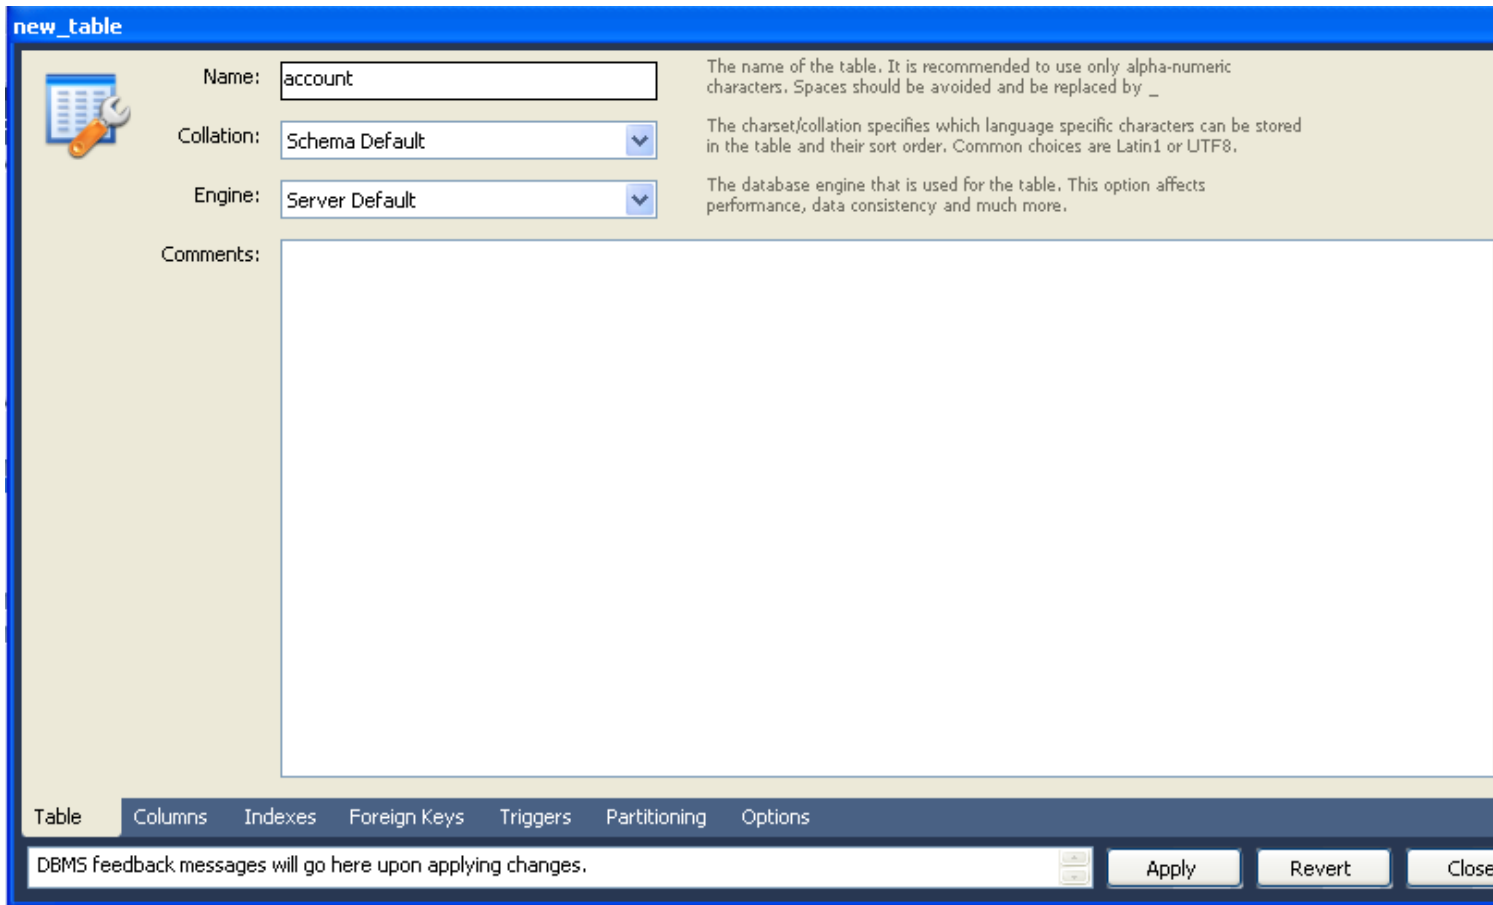 new_table
Name:
account
The name of the table. It is recommended to use only alpha-numeric
characters. Spaces should be avoided and be replaced by _
Collation:
Schema Default
The charset/collation specifies which language specific characters can be stored
in the table and their sort order. Common choices are Latin1 or UTF8.
Engine:
Server Default
The database engine that is used for the table. This option affects
performance, data consistency and much more.
Comments:
Table Columns Indexes Foreign Keys Triggers Partitioning Options
DBMS feedback messages will go here upon applying changes.
Apply Revert Close